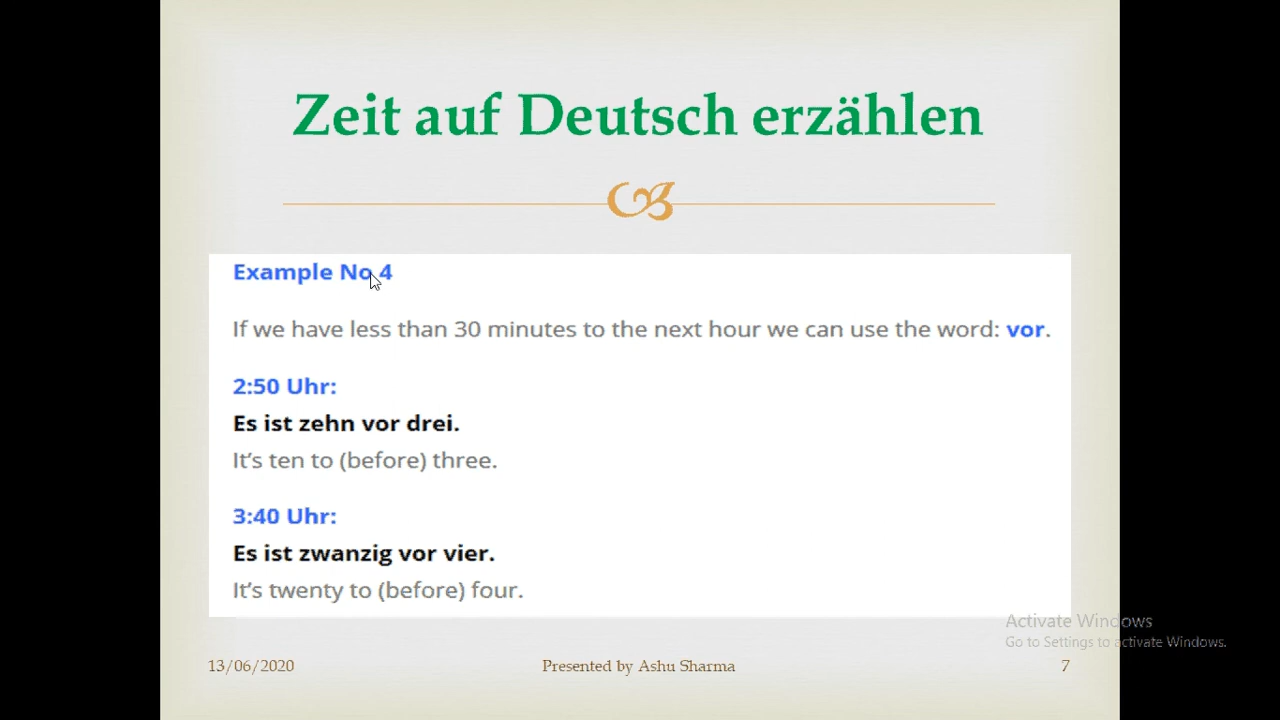 Zeit auf Deutsch erzählen
Example No 4
If we have less than 30 minutes to the next hour we can use the word: vor.
2:50 Uhr:
Es ist zehn vor drei.
It's ten to (before) three.
3:40 Uhr:
Es ist zwanzig vor vier.
It's twenty to (before) four.
Activate Windows
Go to Settings to activate Windows.
13/06/2020
Presented by Ashu Sharma
7